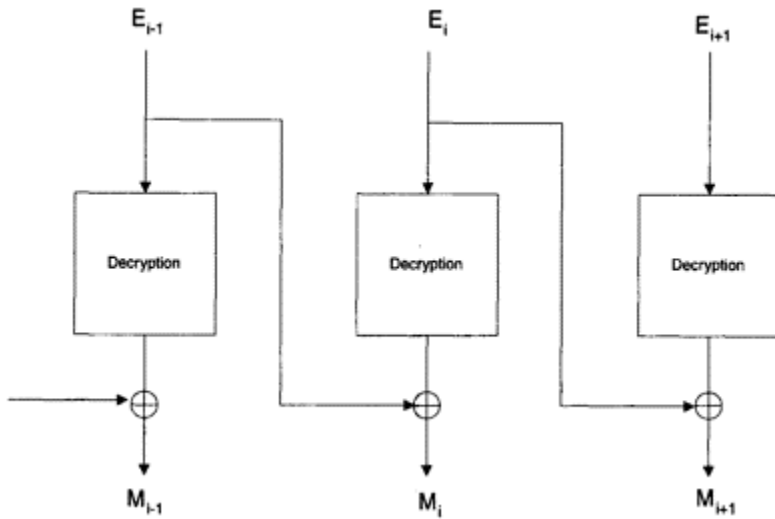 E_{i-1} E_i E_{i+1}
Decryption Decryption Decryption
M_{i-1} M_i M_{i+1}